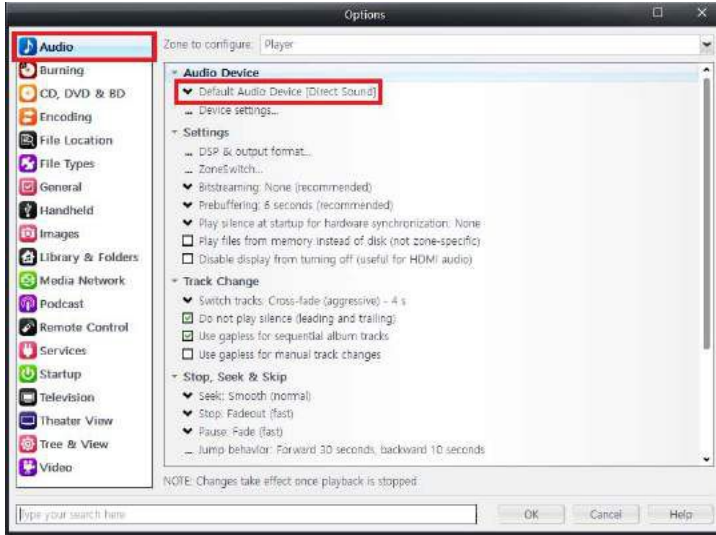 Options
Audio
Burning
CD, DVD & BD
Encoding
File Location
File Types
General
Handheld
Images
Library & Folders
Media Network
Podcast
Remote Control
Services
Startup
Television
Theater View
Tree & View
Video
Zone to configure: Player
Audio Device
Default Audio Device [Direct Sound]
... Device settings...
Settings
... DSP & output format...
... ZoneSwitch...
Bitstreaming: None (recommended)
Prebuffering: 6 seconds (recommended)
Play silence at startup for hardware synchronization: None
Play files from memory instead of disk (not zone-specific)
Disable display from turning off (useful for HDMI audio)
Track Change
Switch tracks: Cross-fade (aggressive) - 4 s
Do not play silence (leading and trailing)
Use gapless for sequential album tracks
Use gapless for manual track changes
Stop, Seek & Skip
Seek: Smooth (normal)
Stop: Fadeout (fast)
Pause: Fade (fast)
... Jump behavior: Forward 30 seconds, backward 10 seconds
NOTE: Changes take effect once playback is stopped
Type your search here
OK
Cancel
Help